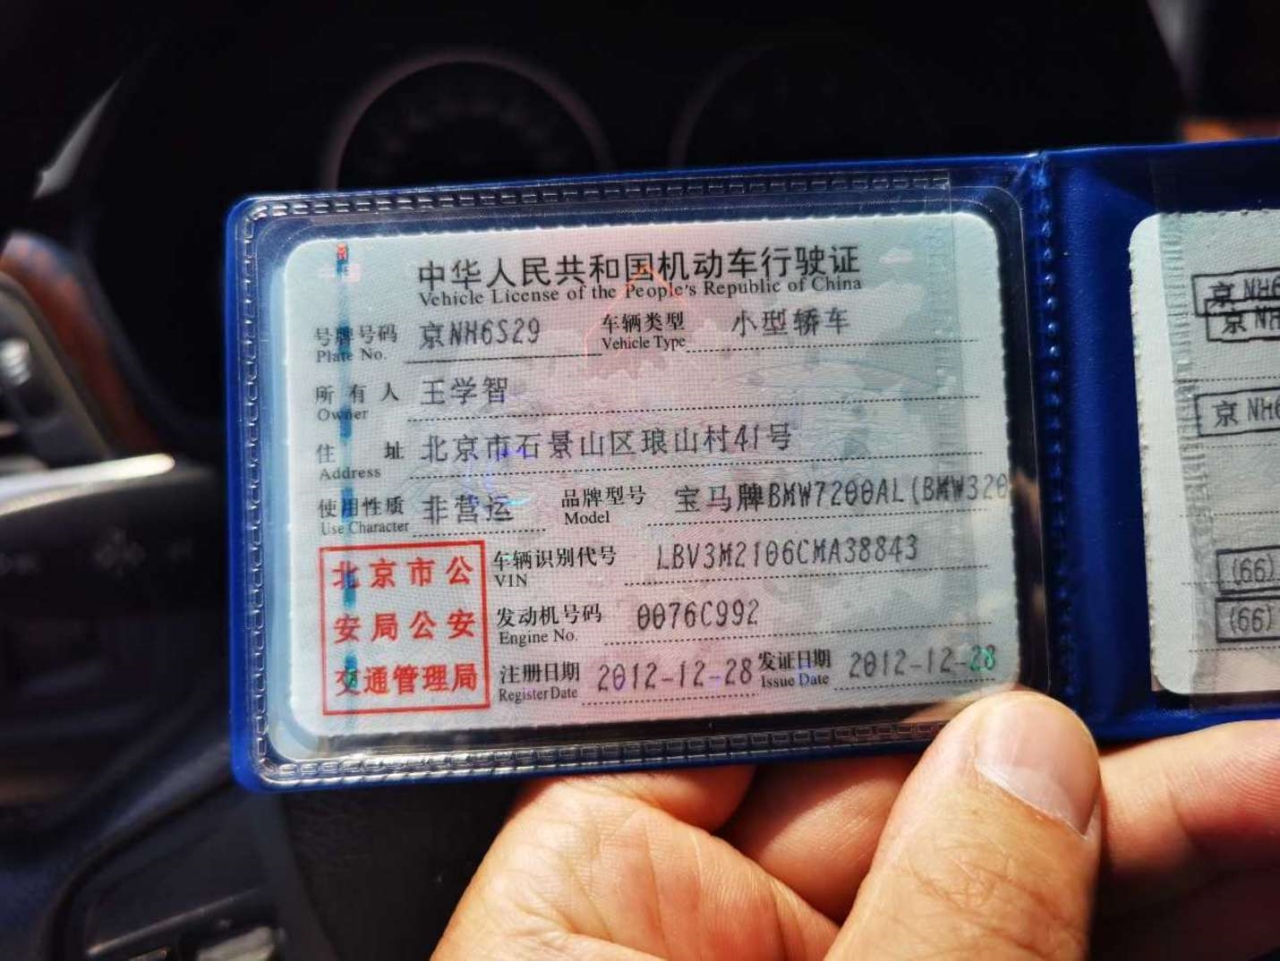 中华人民共和国机动车行驶证
Vehicle License of the People's Republic of China
号牌号码 京NH6S29 车辆类型 小型轿车
Plate No. Vehicle Type
所有人 王学智
Owner
住址 北京市石景山区琅山村41号
Address
使用性质 非营运 品牌型号 宝马牌BMW7200AL(BMW320
Use Character Model
北京市公
安局公安
交通管理局
车辆识别代号 LBV3M2106CMA38843
VIN
发动机号码 0076C992
Engine No.
注册日期 2012-12-28 发证日期 2012-12-28
Register Date Issue Date
京 NH6
京 NH
京 NH6
(66)
(66)